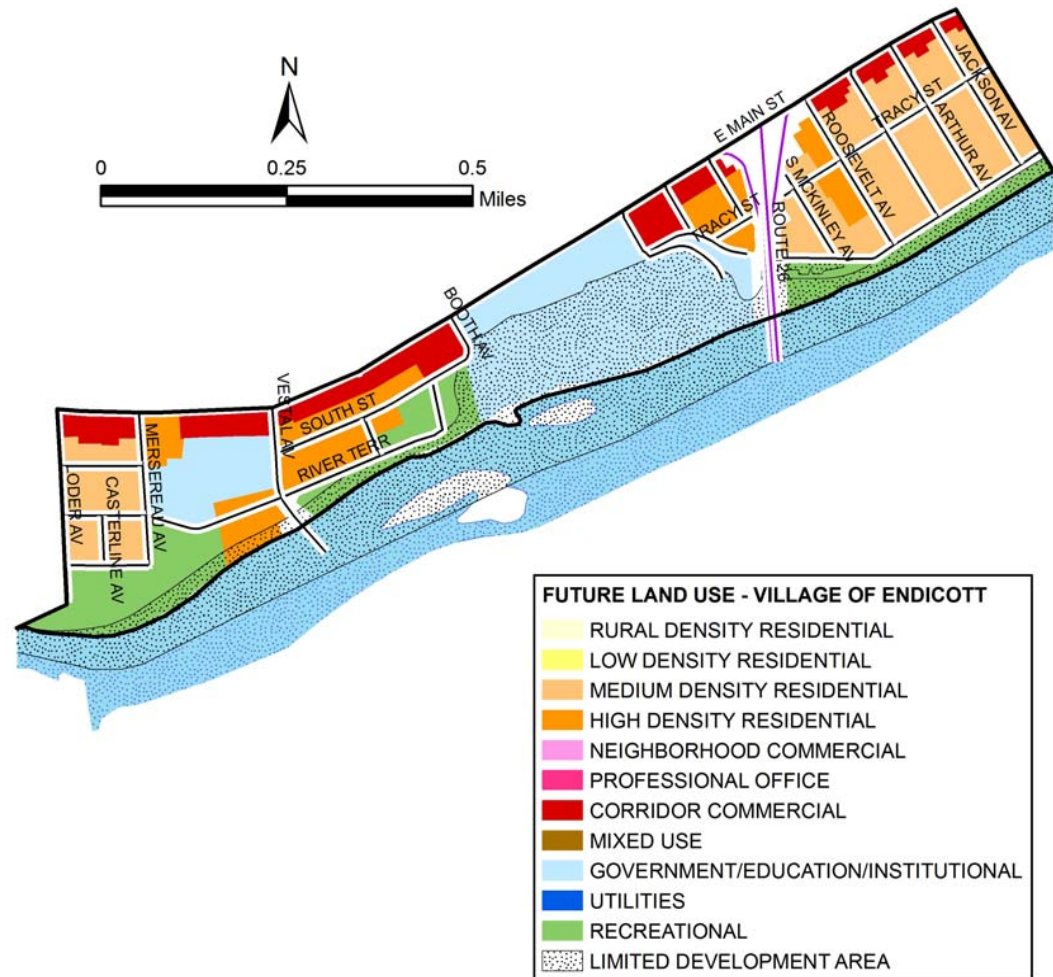 N
0
0.25
0.5
Miles
E MAIN ST
JACKSON AV
TRACY ST
ARTHUR AV
ROOSEVELT AV
S MCKINLEY AV
TRACY ST
ROUTE 26
BOOTH AV
VESTAL AV
SOUTH ST
RIVER TERR
MERSEREAU AV
CASTERLINE AV
ODER AV
FUTURE LAND USE - VILLAGE OF ENDICOTT
RURAL DENSITY RESIDENTIAL
LOW DENSITY RESIDENTIAL
MEDIUM DENSITY RESIDENTIAL
HIGH DENSITY RESIDENTIAL
NEIGHBORHOOD COMMERCIAL
PROFESSIONAL OFFICE
CORRIDOR COMMERCIAL
MIXED USE
GOVERNMENT/EDUCATION/INSTITUTIONAL
UTILITIES
RECREATIONAL
LIMITED DEVELOPMENT AREA